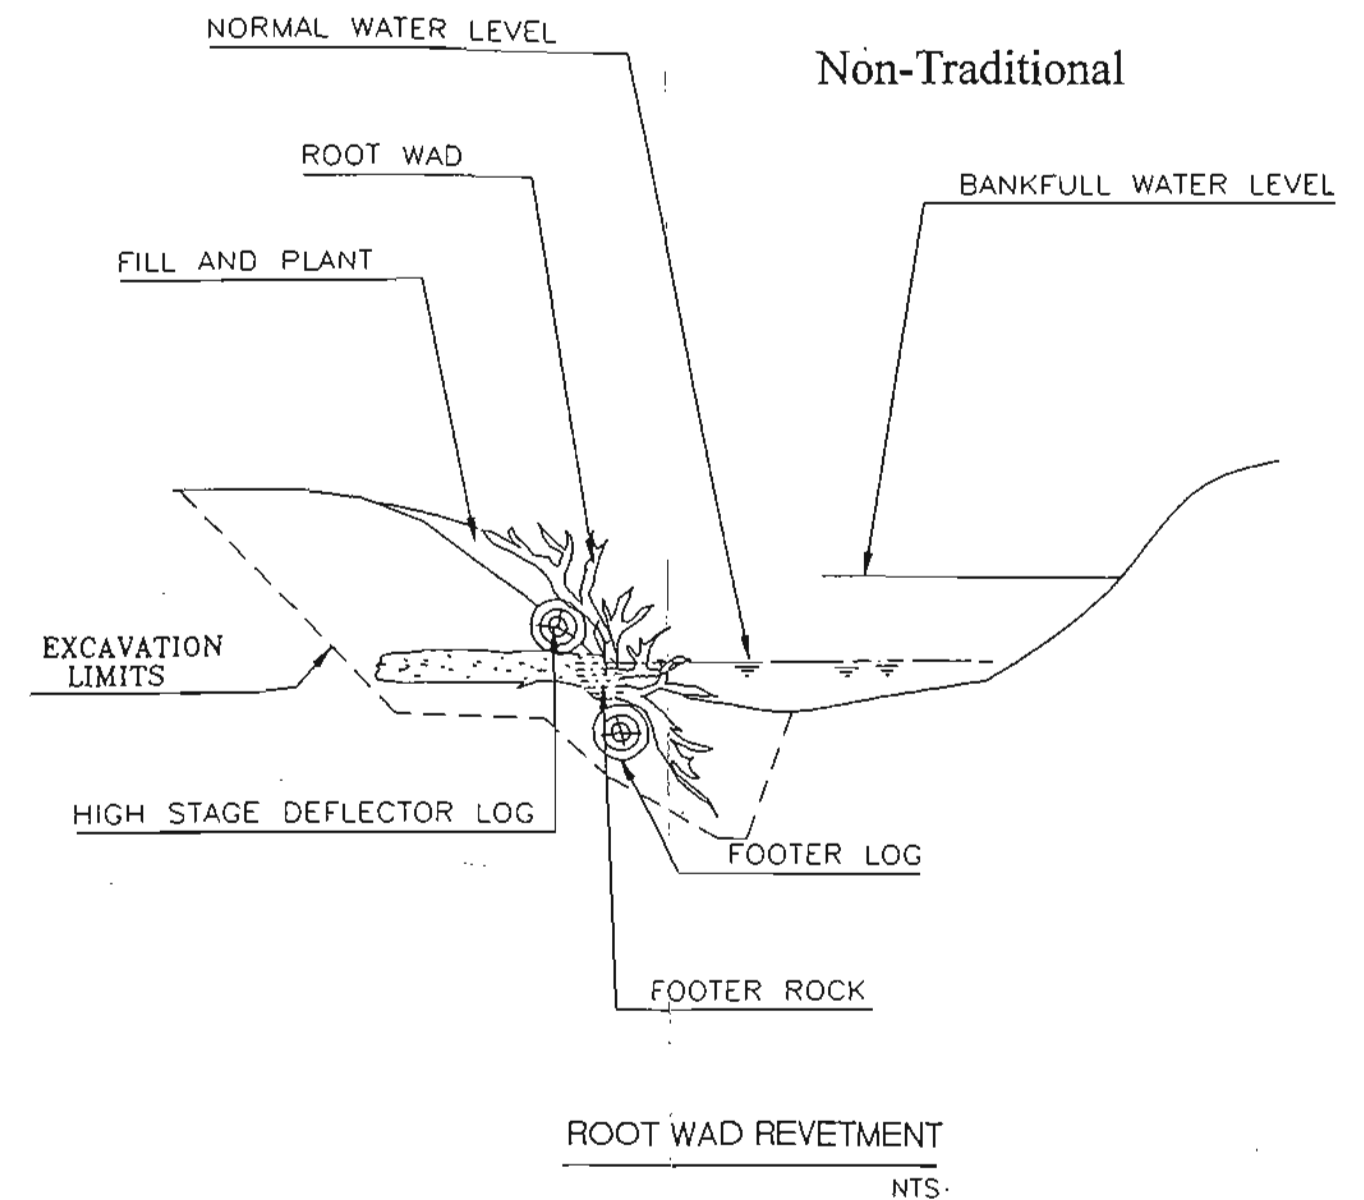 NORMAL WATER LEVEL
Non-Traditional
ROOT WAD
BANKFULL WATER LEVEL
FILL AND PLANT
EXCAVATION
LIMITS
HIGH STAGE DEFLECTOR LOG
FOOTER LOG
FOOTER ROCK
ROOT WAD REVETMENT
NTS